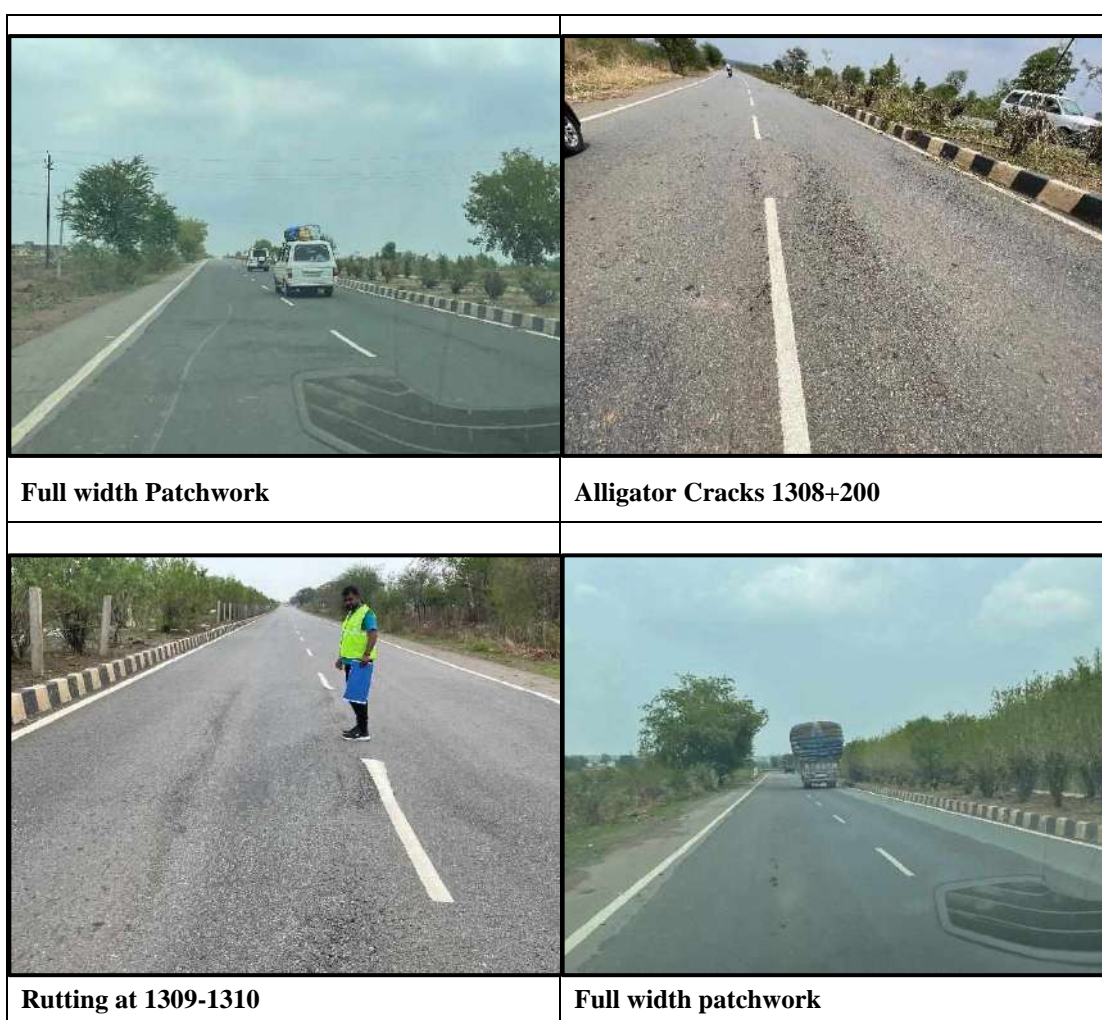 Full width Patchwork
Alligator Cracks 1308+200
Rutting at 1309-1310
Full width patchwork